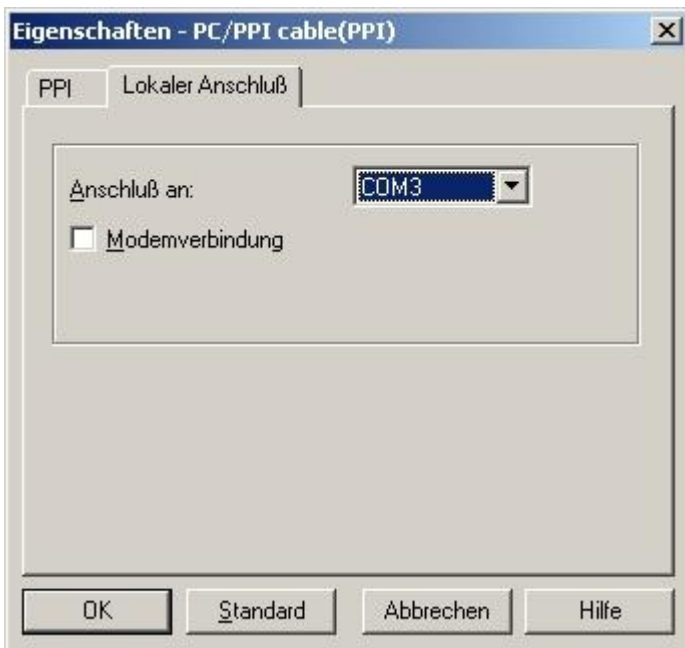 Eigenschaften - PC/PPI cable(PPI)
PPI
Lokaler Anschluß
Anschluß an:
COM3
Modemverbindung
OK
Standard
Abbrechen
Hilfe